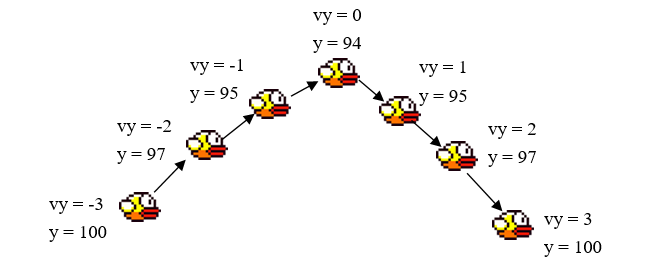 vy = 0
y = 94
vy = -1
y = 95
vy = 1
y = 95
vy = -2
y = 97
vy = 2
y = 97
vy = -3
y = 100
vy = 3
y = 100